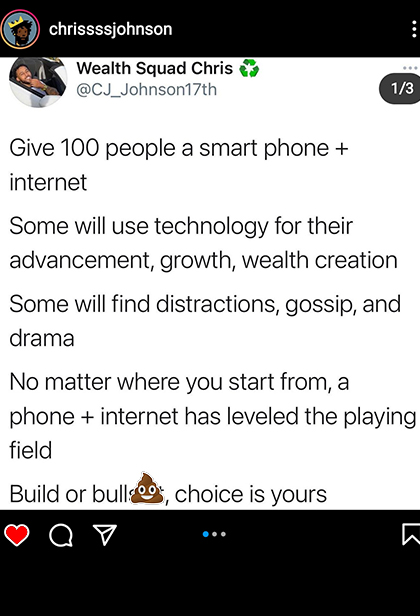 chrissssjohnson
Wealth Squad Chris ♻️
@CJ_Johnson17th
1/3
Give 100 people a smart phone +
internet
Some will use technology for their
advancement, growth, wealth creation
Some will find distractions, gossip, and
drama
No matter where you start from, a
phone + internet has leveled the playing
field
Build or bulls💩, choice is yours